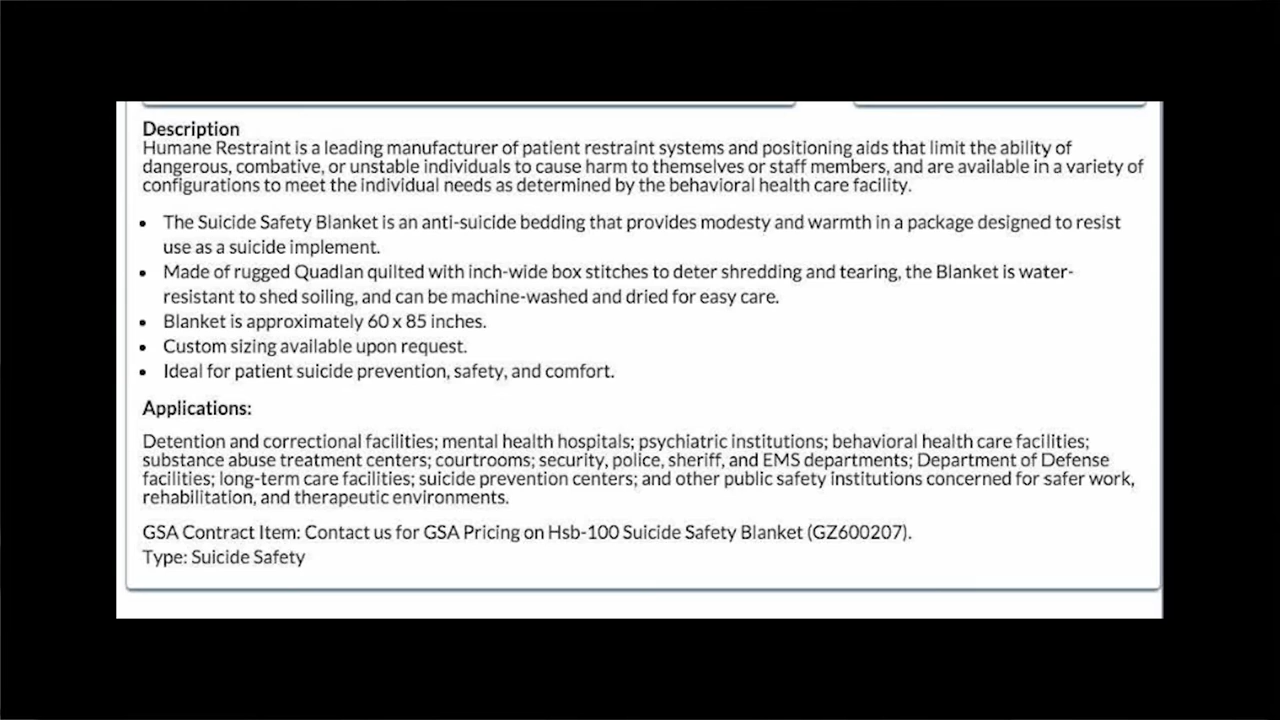 Description
Humane Restraint is a leading manufacturer of patient restraint systems and positioning aids that limit the ability of
dangerous, combative, or unstable individuals to cause harm to themselves or staff members, and are available in a variety of
configurations to meet the individual needs as determined by the behavioral health care facility.
• The Suicide Safety Blanket is an anti-suicide bedding that provides modesty and warmth in a package designed to resist
use as a suicide implement.
• Made of rugged Quadlan quilted with inch-wide box stitches to deter shredding and tearing, the Blanket is water-
resistant to shed soiling, and can be machine-washed and dried for easy care.
• Blanket is approximately 60 x 85 inches.
• Custom sizing available upon request.
• Ideal for patient suicide prevention, safety, and comfort.
Applications:
Detention and correctional facilities; mental health hospitals; psychiatric institutions; behavioral health care facilities;
substance abuse treatment centers; courtrooms; security, police, sheriff, and EMS departments; Department of Defense
facilities; long-term care facilities; suicide prevention centers; and other public safety institutions concerned for safer work,
rehabilitation, and therapeutic environments.
GSA Contract Item: Contact us for GSA Pricing on Hsb-100 Suicide Safety Blanket (GZ600207).
Type: Suicide Safety